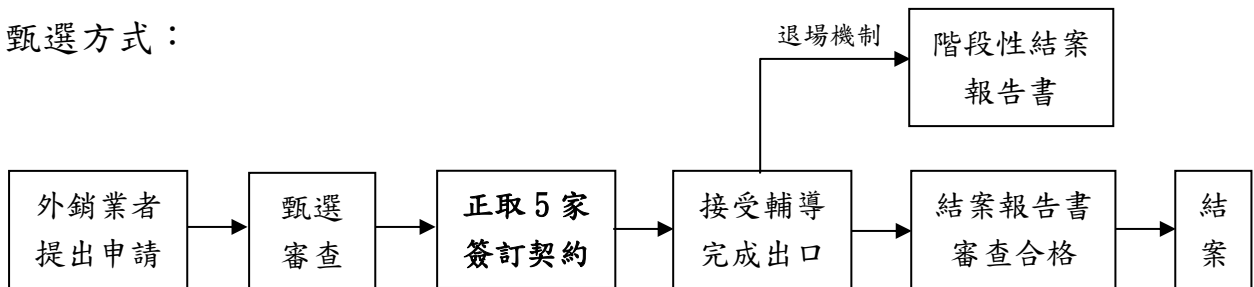 甄選方式：
退場機制
階段性結案
報告書
外銷業者
提出申請
甄選
審查
正取5家
簽訂契約
接受輔導
完成出口
結案報告書
審查合格
結
案